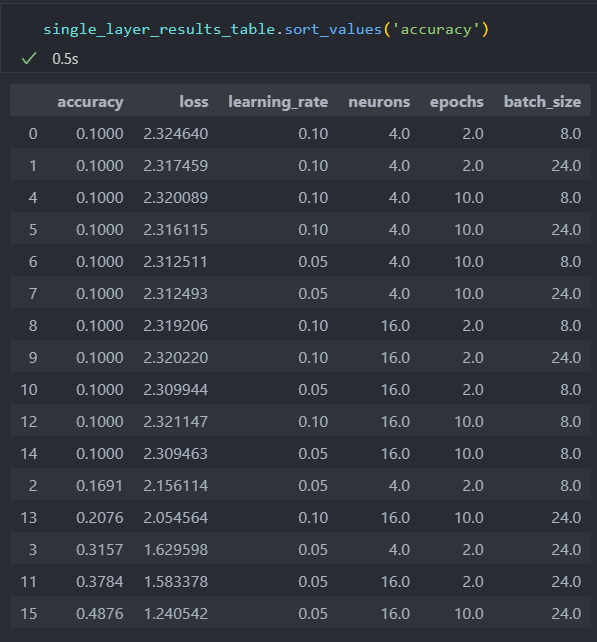 single_layer_results_table.sort_values('accuracy')
0.5s
accuracy loss learning_rate neurons epochs batch_size
0 0.1000 2.324640 0.10 4.0 2.0 8.0
1 0.1000 2.317459 0.10 4.0 2.0 24.0
4 0.1000 2.320089 0.10 4.0 10.0 8.0
5 0.1000 2.316115 0.10 4.0 10.0 24.0
6 0.1000 2.312511 0.05 4.0 10.0 8.0
7 0.1000 2.312493 0.05 4.0 10.0 24.0
8 0.1000 2.319206 0.10 16.0 2.0 8.0
9 0.1000 2.320220 0.10 16.0 2.0 24.0
10 0.1000 2.309944 0.05 16.0 2.0 8.0
12 0.1000 2.321147 0.10 16.0 10.0 8.0
14 0.1000 2.309463 0.05 16.0 10.0 8.0
2 0.1691 2.156114 0.05 4.0 2.0 8.0
13 0.2076 2.054564 0.10 16.0 10.0 24.0
3 0.3157 1.629598 0.05 4.0 2.0 24.0
11 0.3784 1.583378 0.05 16.0 2.0 24.0
15 0.4876 1.240542 0.05 16.0 10.0 24.0